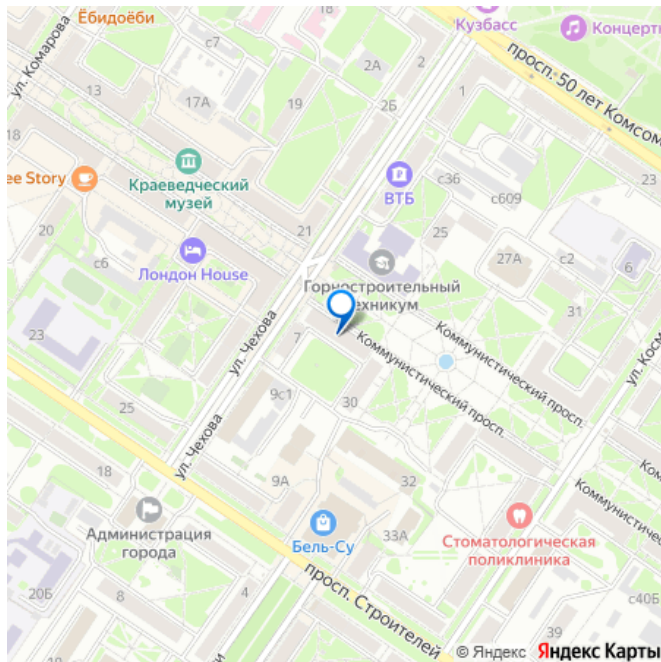 Ёбидоёби
ул. Комарова
с7
2А
2
Кузбасс
Концертн
просп. 50 лет Комсом
13
17А
19
2Б
1
18
Краеведческий
музей
ee Story
ВТБ
с36
с609
23
20
с6
21
25
27А
с2
6
Лондон House
Горностроительный
техникум
31
23
ул. Чехова
7
Коммунистический просп.
Коммунистический просп.
ул. Косм
9с1
30
25
ул. Чехова
18
9А
32
Коммунистический
Администрация
города
Бель-Су
33А
Стоматологическая
поликлиника
20Б
8
4
просп. Строителей
с40Б
39
© Яндекс Яндекс Карты